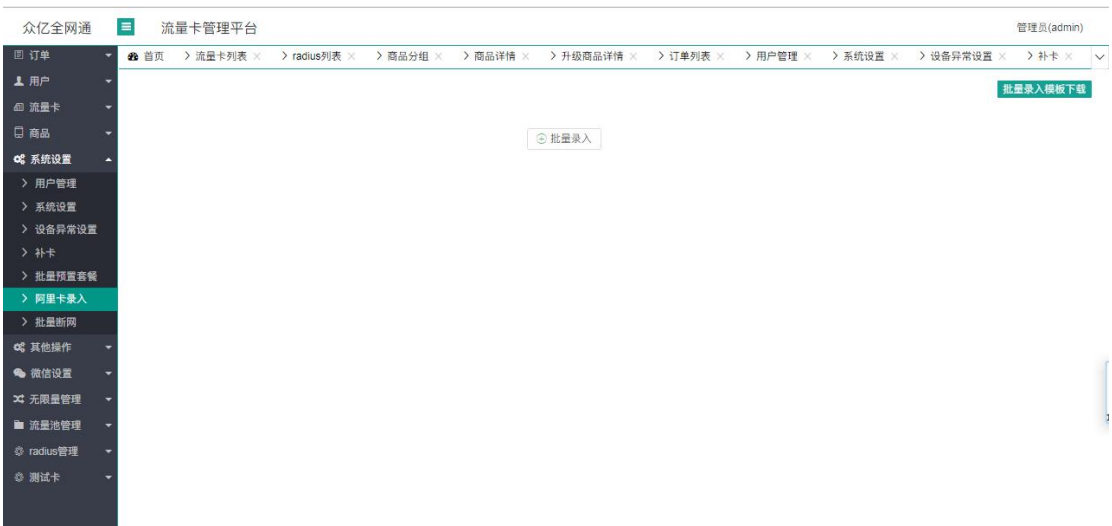 众亿全网通 流量卡管理平台 管理员(admin)
订单 首页 流量卡列表 radius列表 商品分组 商品详情 升级商品详情 订单列表 用户管理 系统设置 设备异常设置 补卡
用户
批量录入模板下载
流量卡
商品
批量录入
系统设置
用户管理
系统设置
设备异常设置
补卡
批量预置套餐
阿里卡录入
批量断网
其他操作
微信设置
无限量管理
流量池管理
radius管理
测试卡